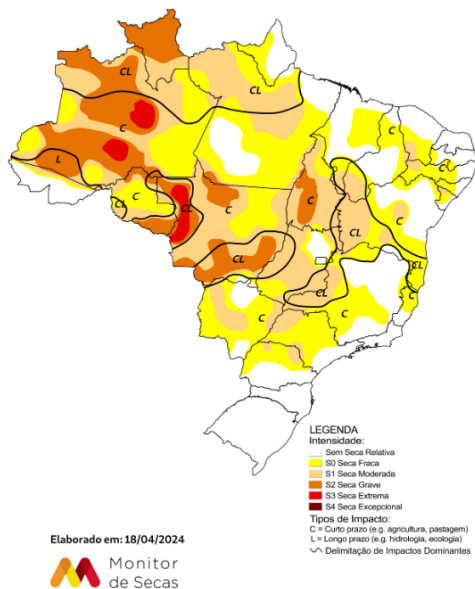 CL
CL
C
L
CL
C
CL
C
CL
C
CL
C
C
C
C
CL
CL
C
C
C
LEGENDA
Intensidade:
Sem Seca Relativa
S0 Seca Fraca
S1 Seca Moderada
S2 Seca Grave
S3 Seca Extrema
S4 Seca Excepcional
Tipos de Impacto:
C = Curto prazo (e.g. agricultura, pastagem)
L = Longo prazo (e.g. hidrologia, ecologia)
Delimitação de Impactos Dominantes
Elaborado em: 18/04/2024
Monitor
de Secas